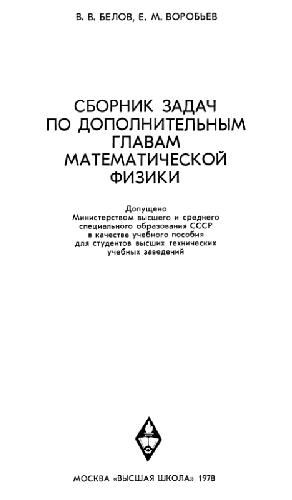 В. В. БЕЛОВ, Е. М. ВОРОБЬЕВ
СБОРНИК ЗАДАЧ
ПО ДОПОЛНИТЕЛЬНЫМ
ГЛАВАМ
МАТЕМАТИЧЕСКОЙ
ФИЗИКИ
Допущено
Министерством высшего и среднего
специального образования СССР
в качестве учебного пособия
для студентов высших технических
учебных заведений
МОСКВА «ВЫСШАЯ ШКОЛА» 1978